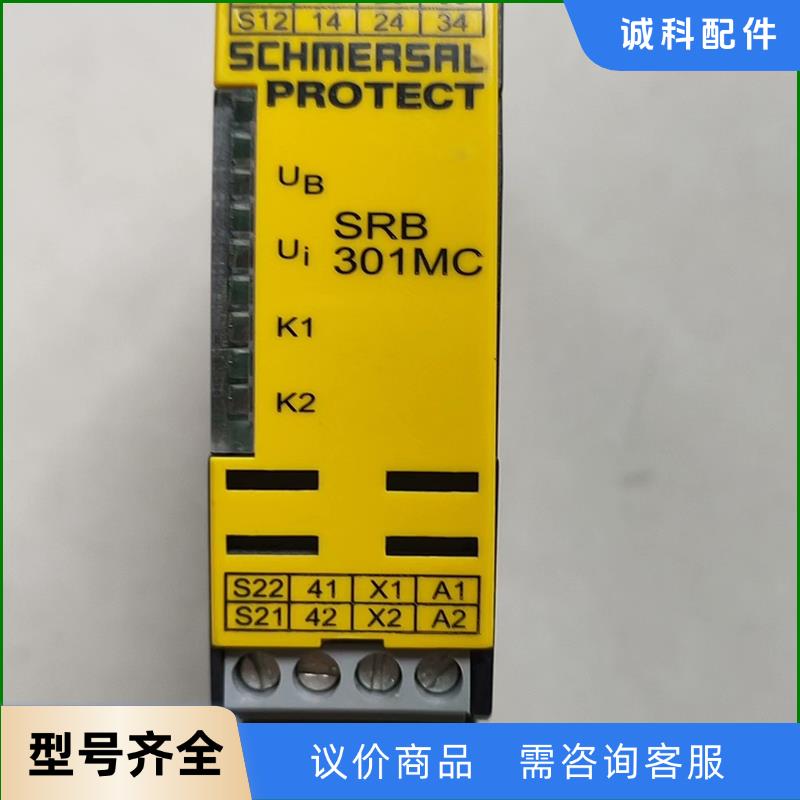 诚科配件
S12 14 24 34
SCHMERSAL
PROTECT
UB
SRB
Ui
301MC
K1
K2
S22 41 X1 A1
S21 42 X2 A2
型号齐全
议价商品 需咨询客服